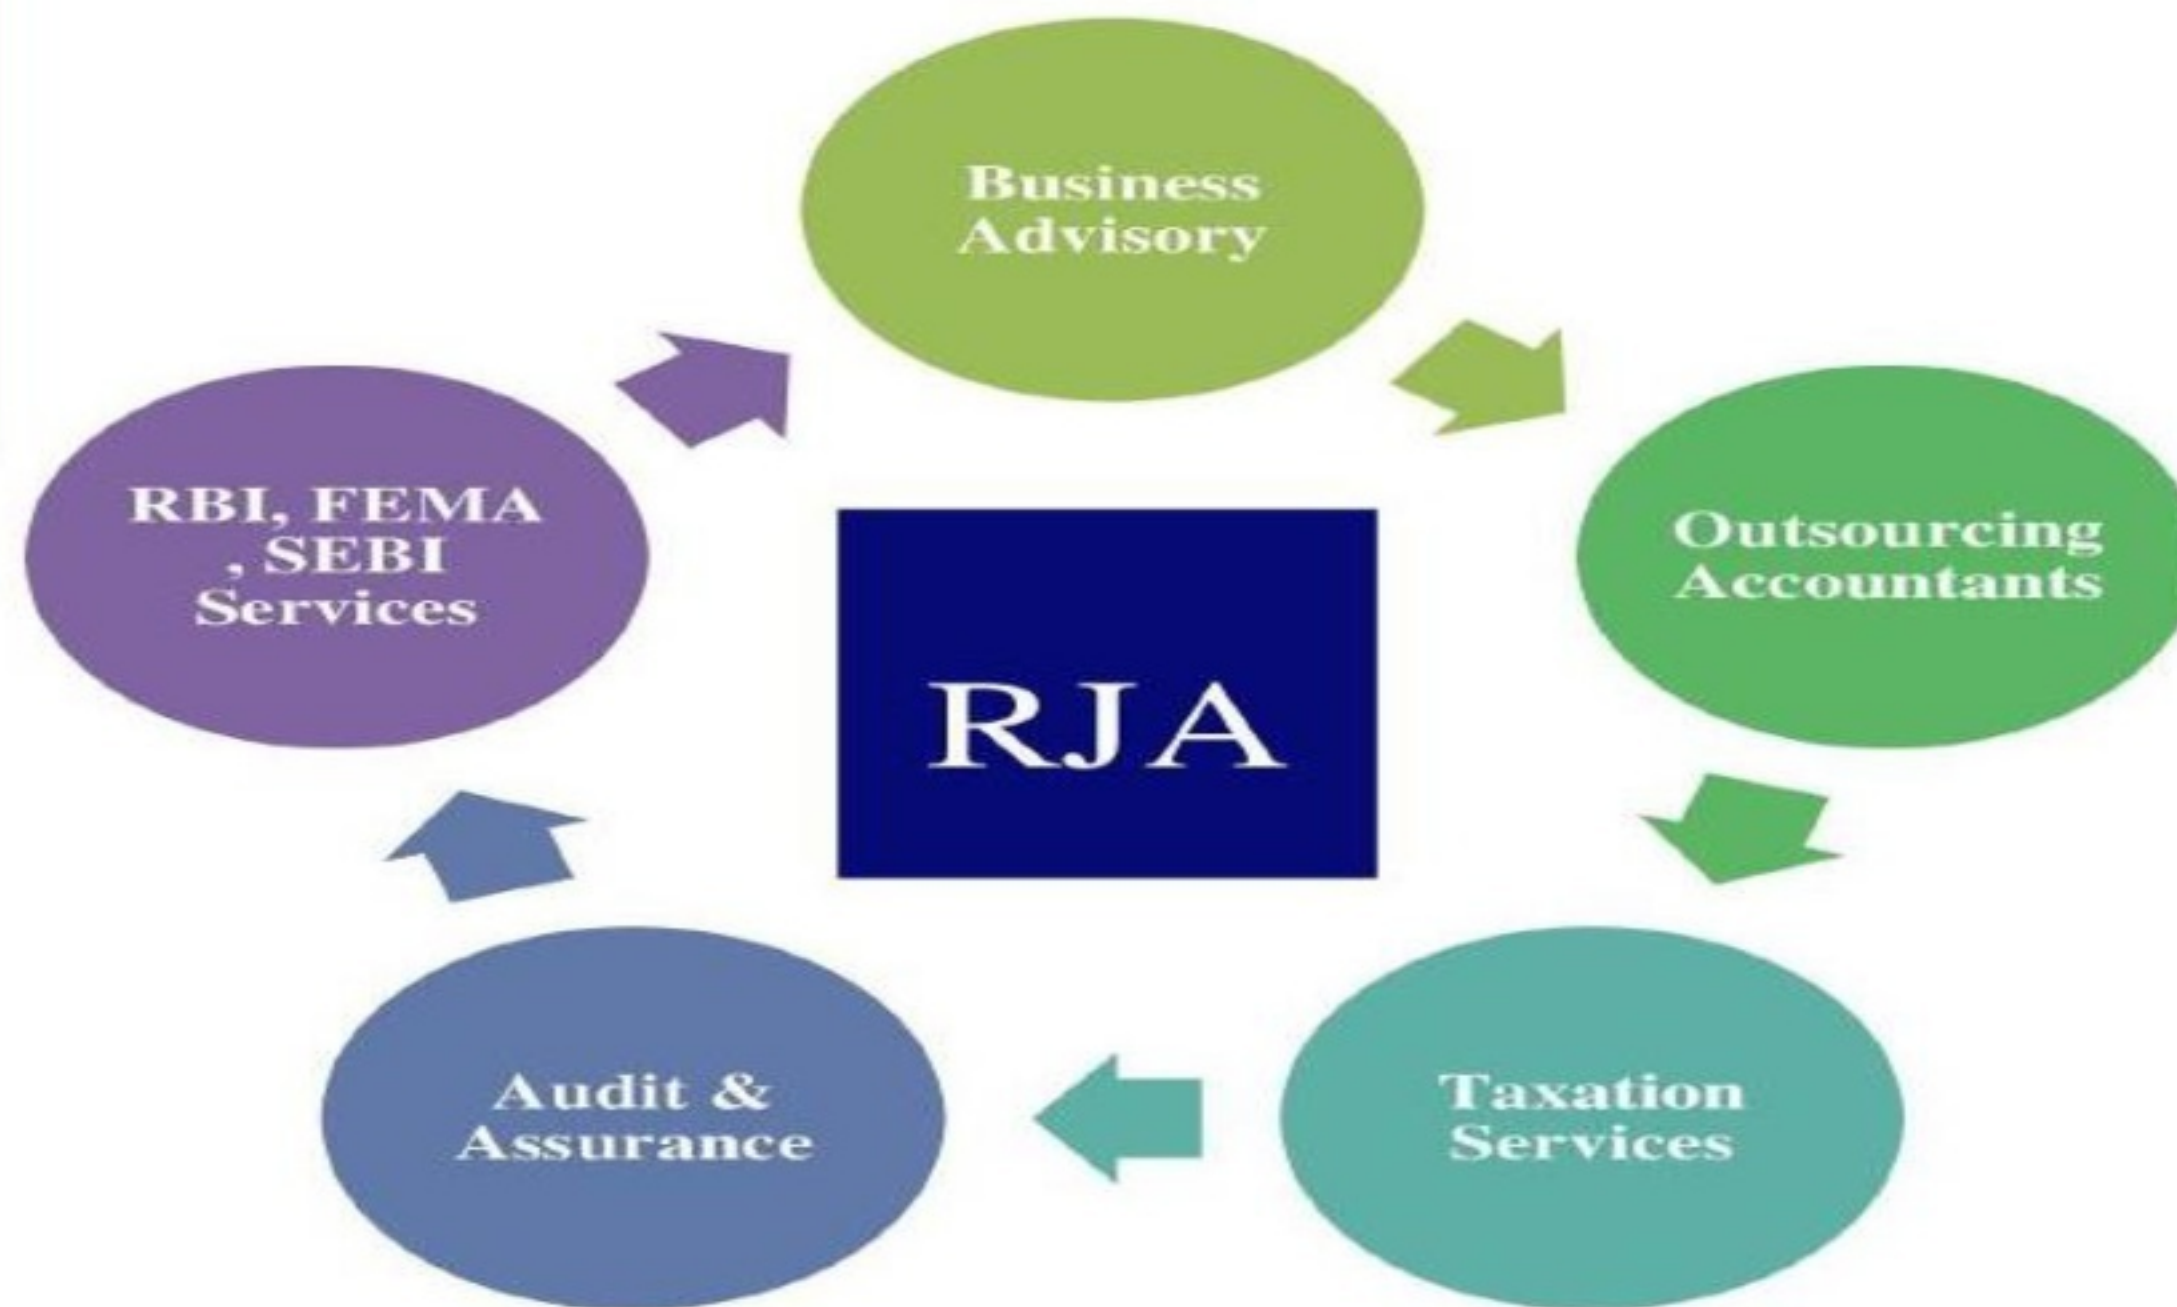 Business
Advisory
Outsourcing
Accountants
Taxation
Services
Audit &
Assurance
RBI, FEMA
, SEBI
Services
RJA